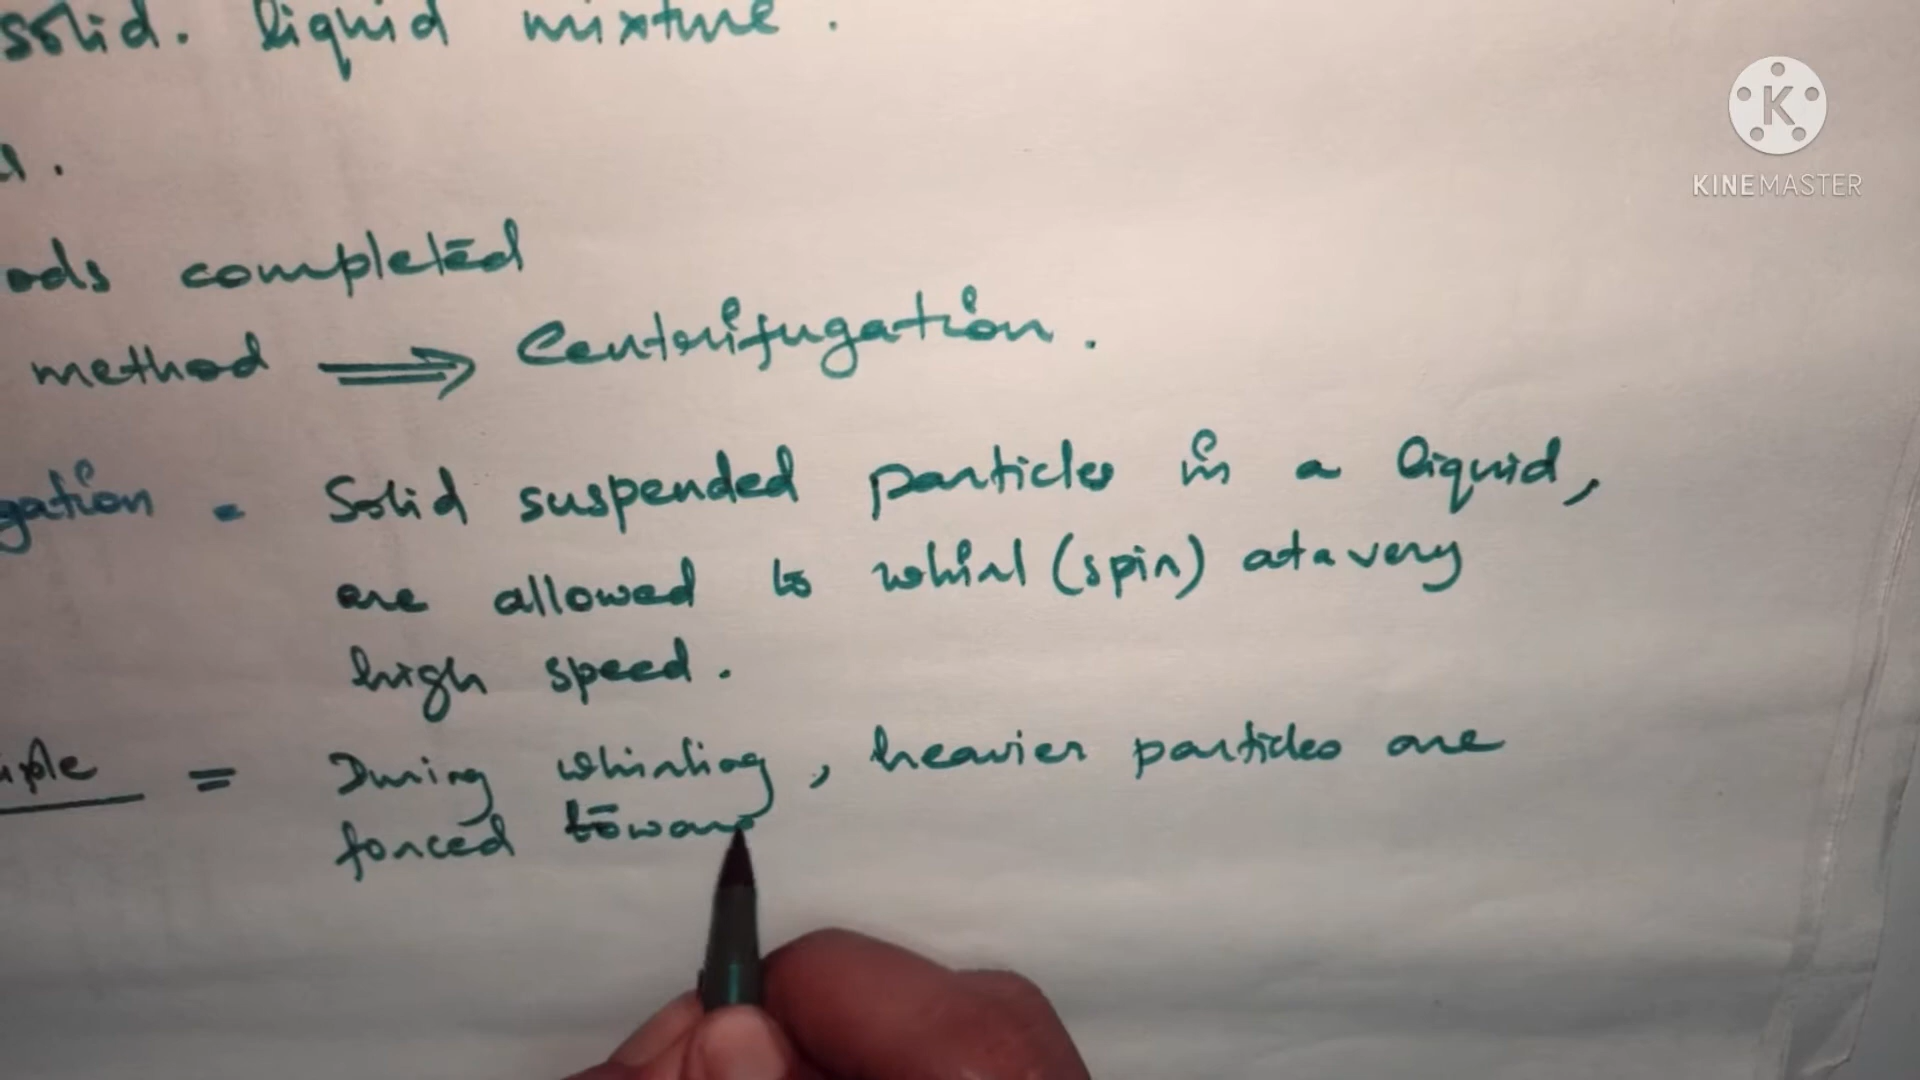 solid. liquid mixture.
ods completed
method ⟹ Centrifugation.
gation = Solid suspended particles in a liquid,
are allowed to whirl (spin) at a very
high speed.
iple = During whirling, heavier particles are
forced towar
K
KINEMASTER